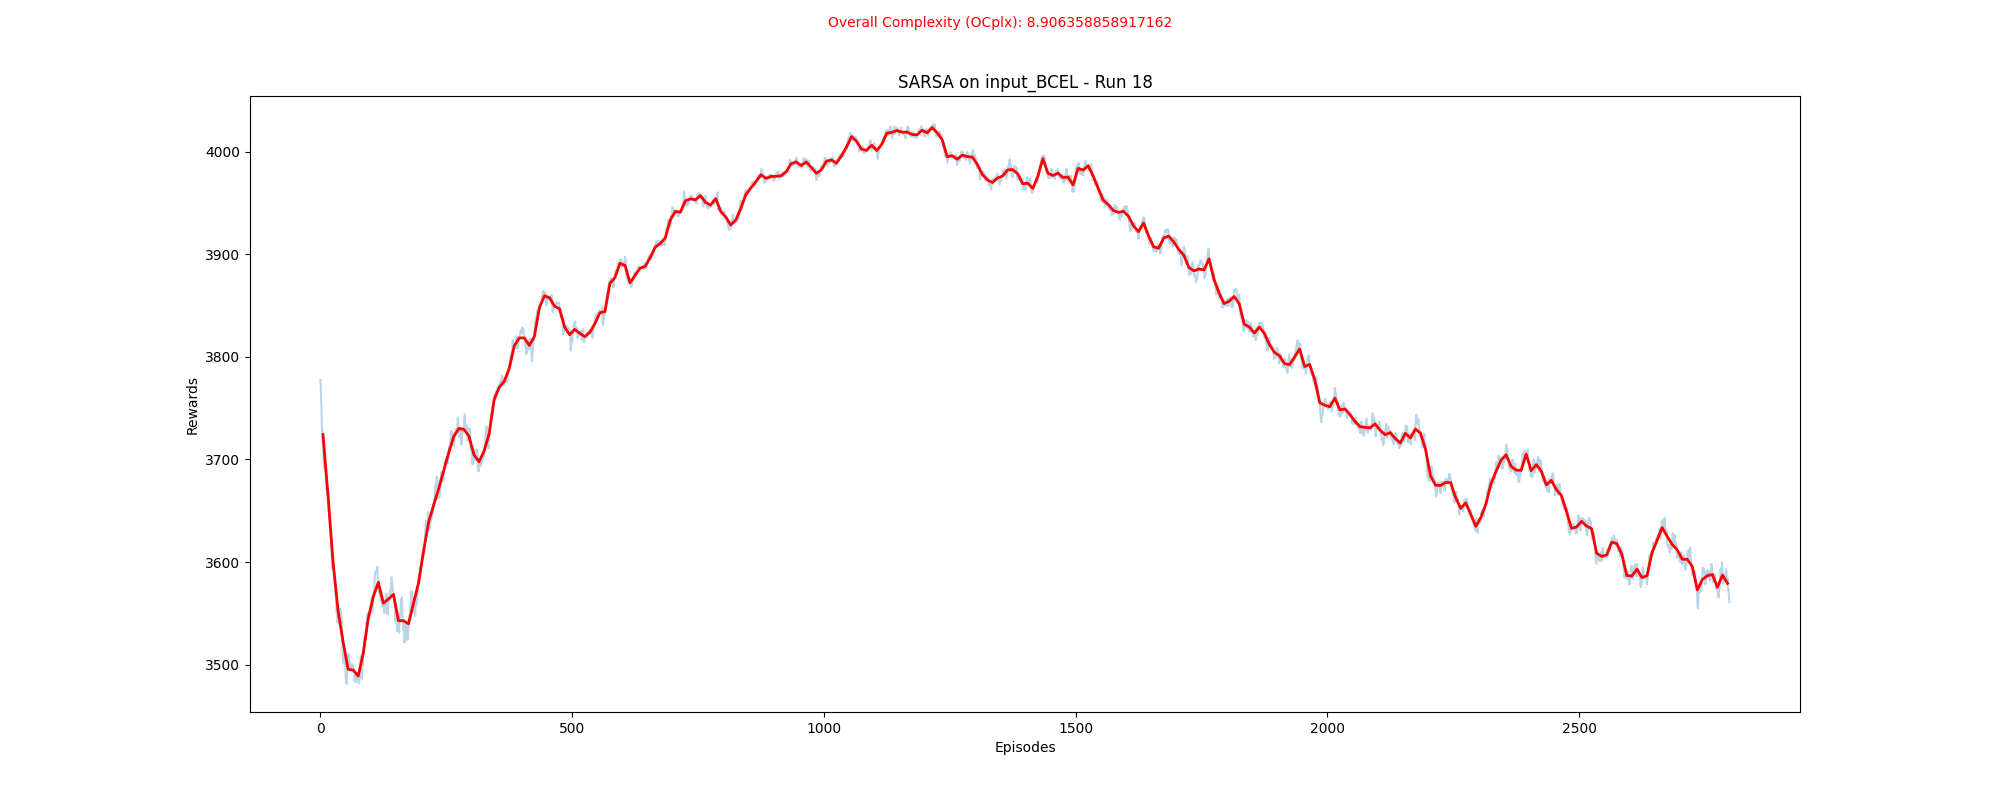 Overall Complexity (OCplx): 8.906358858917162
SARSA on input_BCEL - Run 18
Rewards
4000
3900
3800
3700
3600
3500
0 500 1000 1500 2000 2500
Episodes